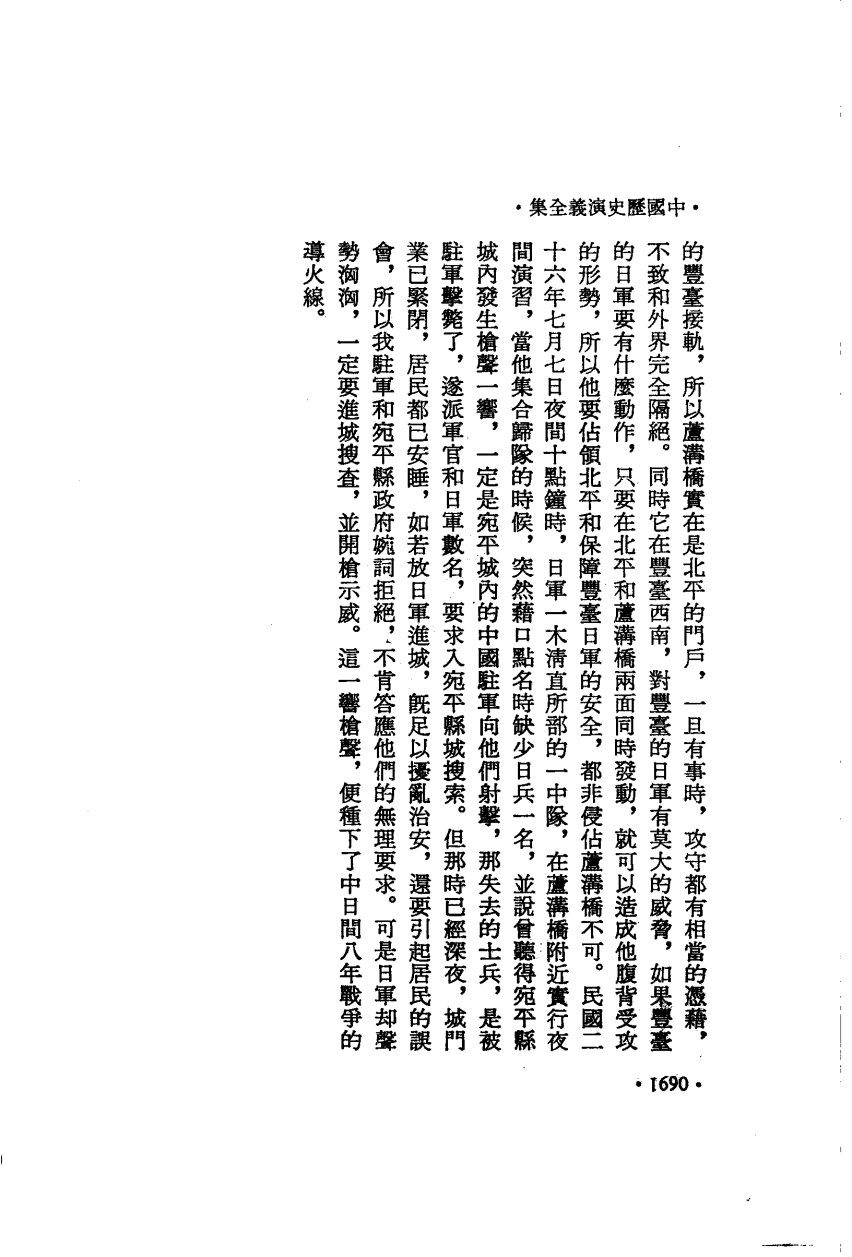 ·中國歷史演義全集·
的豐臺接軌，所以蘆溝橋實在是北平的門戶，一旦有事時，攻守都有相當的憑藉，
不致和外界完全隔絕。同時它在豐臺西南，對豐臺的日軍有莫大的威脅，如果豐臺
的日軍要有什麼動作，只要在北平和蘆溝橋兩面同時發動，就可以造成他腹背受攻
的形勢，所以他要佔領北平和保障豐臺日軍的安全，都非侵佔蘆溝橋不可。民國二
十六年七月七日夜間十點鐘時，日軍一木淸直所部的一中隊，在蘆溝橋附近實行夜
間演習，當他集合歸隊的時候，突然藉口點名時缺少日兵一名，並說曾聽得宛平縣
城內發生槍聲一響，一定是宛平城內的中國駐軍向他們射擊，那失去的士兵，是被
駐軍擊斃了，遂派軍官和日軍數名，要求入宛平縣城搜索。但那時已經深夜，城門
業已緊閉，居民都已安睡，如若放日軍進城，旣足以擾亂治安，還要引起居民的誤
會，所以我駐軍和宛平縣政府婉詞拒絕，不肯答應他們的無理要求。可是日軍却聲
勢洶洶，一定要進城搜查，並開槍示威。這一響槍聲，便種下了中日間八年戰爭的
導火線。
·1690·